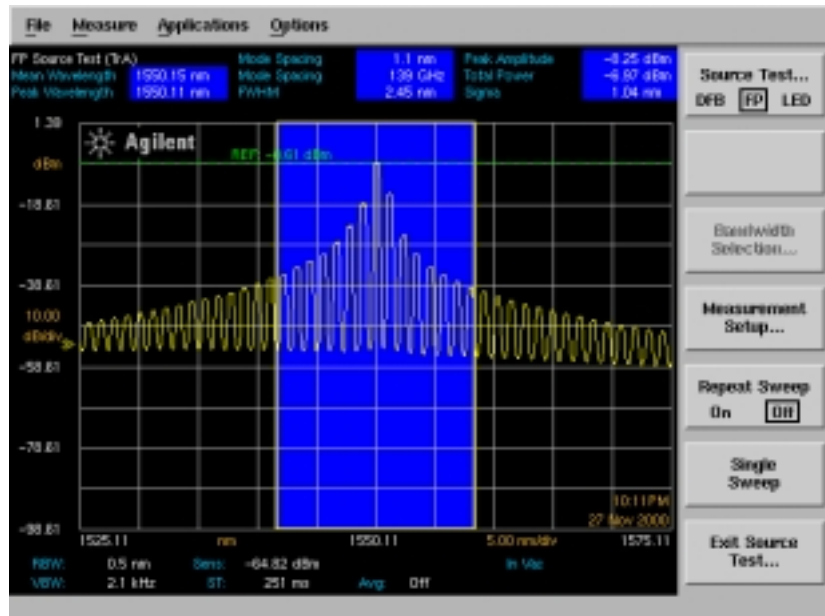 File Measure Applications Options
FP Source Test (TrA)
Mean Wavelength 1550.15 nm
Peak Wavelength 1550.11 nm
Mode Spacing 1.1 nm
Mode Spacing 139 GHz
FWHM 2.45 nm
Peak Amplitude -8.25 dBm
Total Power -6.97 dBm
Sigma 1.04 nm
1.39
Agilent
REF: -8.61 dBm
dBm
-18.61
-38.61
10.00
dB/div
-58.61
-78.61
10:11PM
27 Nov 2000
-98.61
1525.11 nm 1550.11 5.00 nm/div 1575.11
RBW: 0.5 nm Sens: -64.82 dBm In Vac
VBW: 2.1 kHz ST: 251 ms Avg: Off
Source Test...
DFB FP LED
Bandwidth
Selection...
Measurement
Setup...
Repeat Sweep
On Off
Single
Sweep
Exit Source
Test...